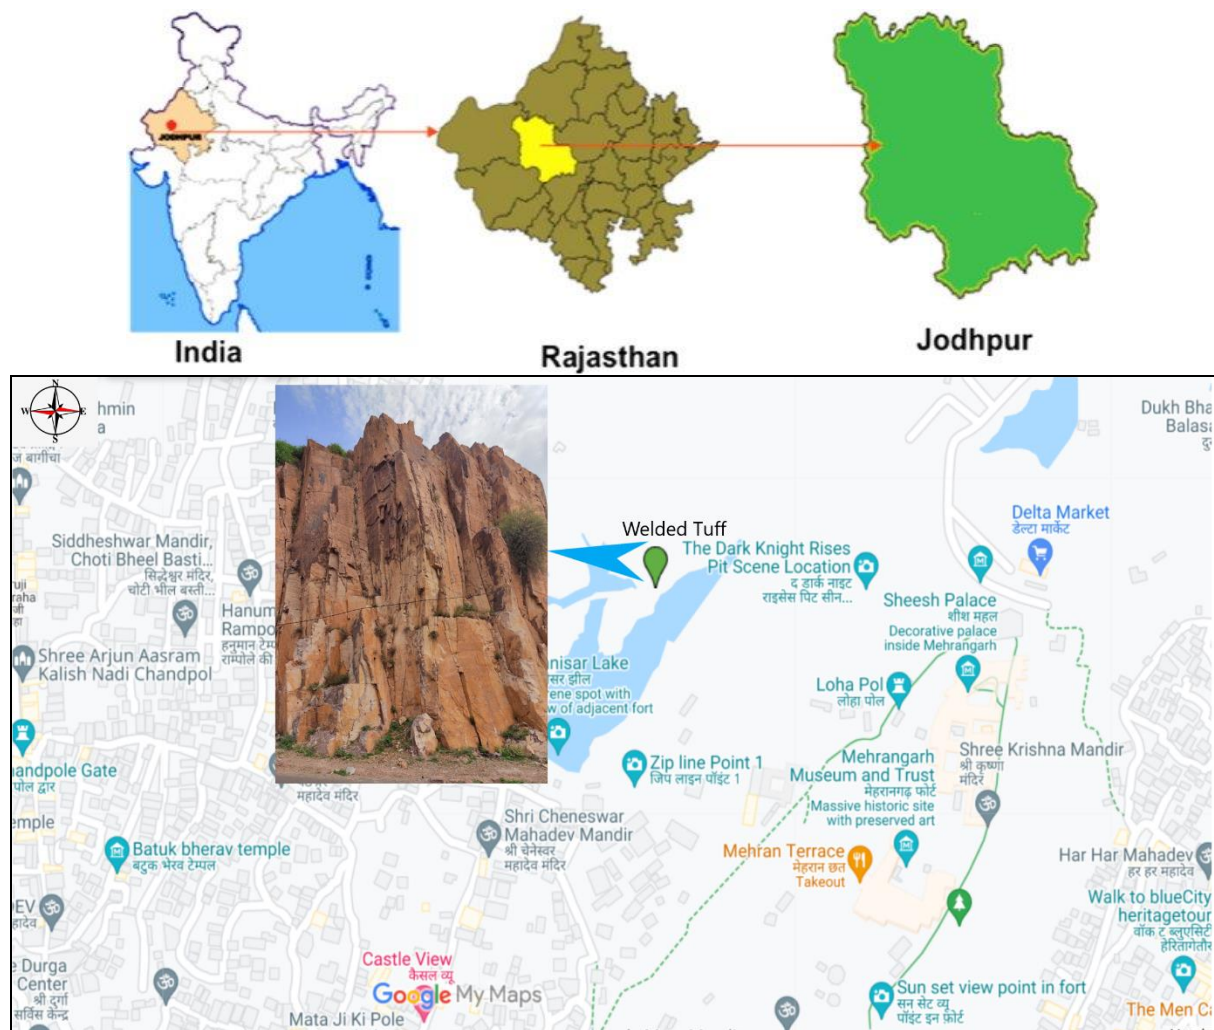 JODHPUR
India
Rajasthan
Jodhpur
N
W
E
S
hmin
a
ज बागीचा
Siddheshwar Mandir,
Choti Bheel Basti...
सिद्धेश्वर मंदिर,
चोटी भील बस्ती...
Hanum
Rampo
हनुमान टेम्प
राम्पोले की
Shree Arjun Aasram
Kalish Nadi Chandpol
andpole Gate
पोल द्वार
emple
महादेव मंदिर
Batuk bherav temple
बटुक भेरव टेम्पल
DEV
हादेव
e Durga
Center
श्री दुर्गा
सर्विस केन्द्र
Welded Tuff
The Dark Knight Rises
Pit Scene Location
द डार्क नाइट
राइसेस पिट सीन...
nisar Lake
सर झील
ene spot with
w of adjacent fort
Zip line Point 1
जिप लाइन पॉइंट 1
Shri Cheneswar
Mahadev Mandir
श्री चेनेस्वर
महादेव मंदिर
Castle View
कैसल व्यू
Google My Maps
Mata Ji Ki Pole
Dukh Bha
Balasa
Delta Market
डेल्टा मार्केट
Sheesh Palace
शीश महल
Decorative palace
inside Mehrangarh
Loha Pol
लोहा पोल
Mehrangarh
Museum and Trust
मेहरानगढ़ फोर्ट
Massive historic site
with preserved art
Shree Krishna Mandir
श्री कृष्णा
मंदिर
Mehran Terrace
मेहरान छत
Takeout
Har Har Mahadev
हर हर महादेव
Walk to blueCity
heritagetour
वॉक ट ब्लुएसिटी
हेरितागेतौर
Sun set view point in fort
सन सेट व्यू
पॉइंट इन फ़ोर्ट
The Men Ca